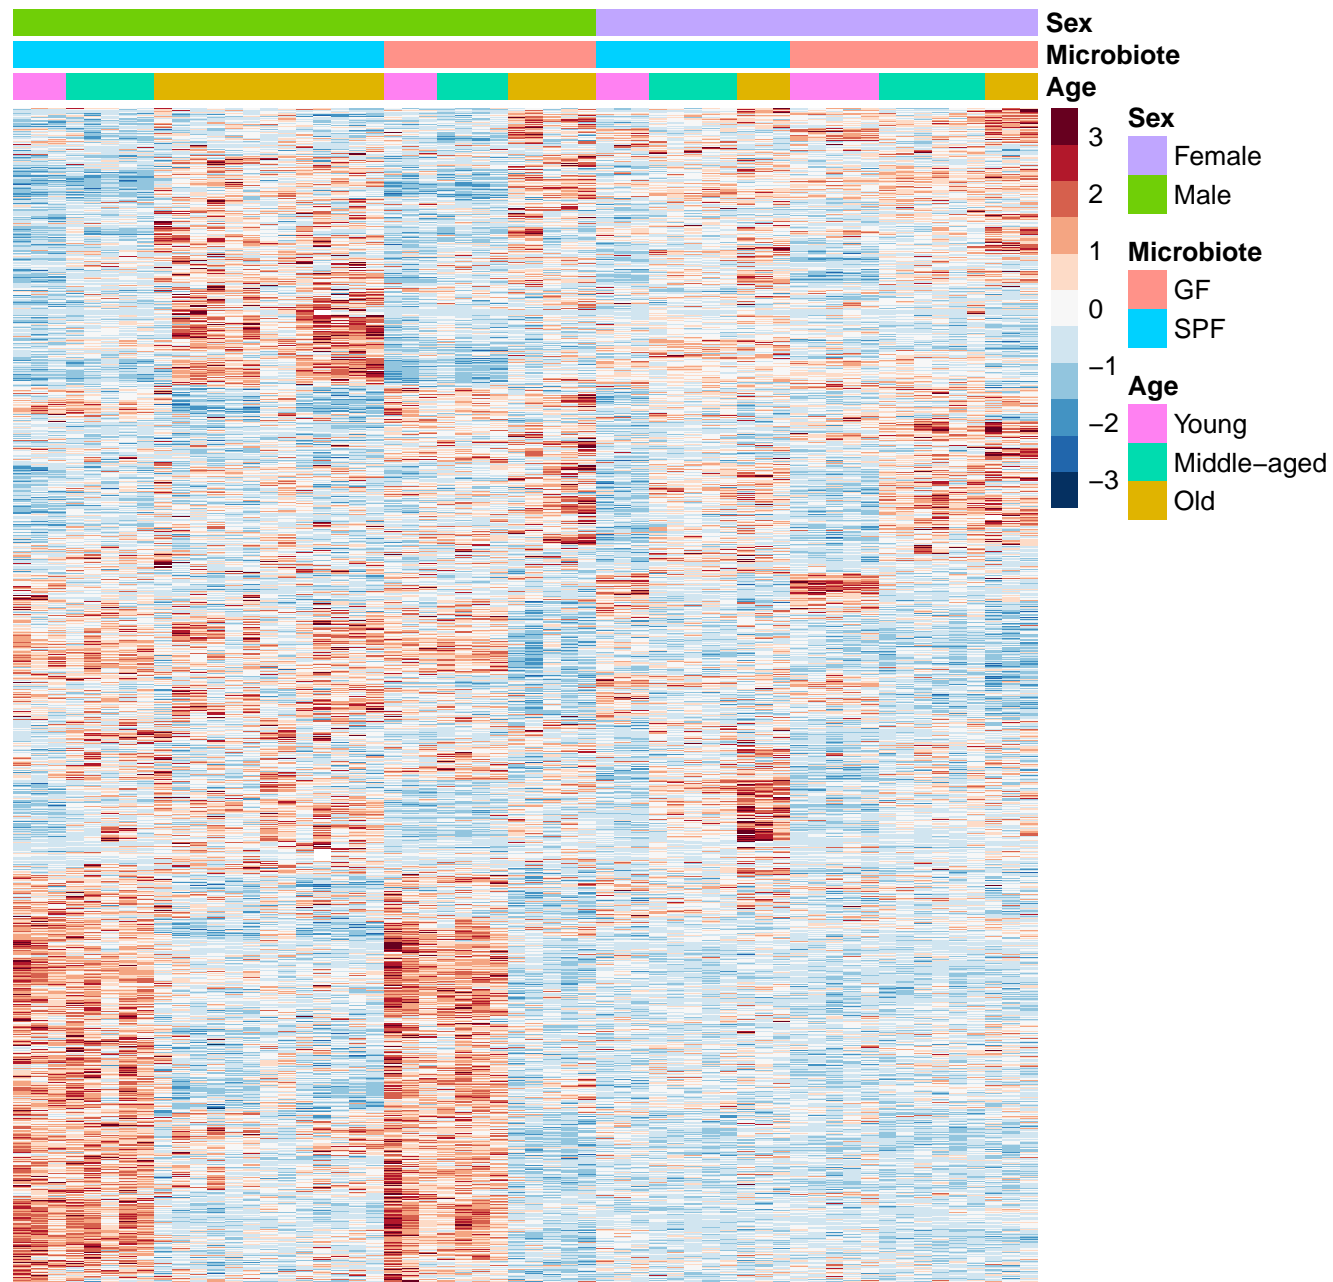 Sex
Microbiote
Age
3
2
1
0
−1
−2
−3
Sex
Female
Male
Microbiote
GF
SPF
Age
Young
Middle−aged
Old